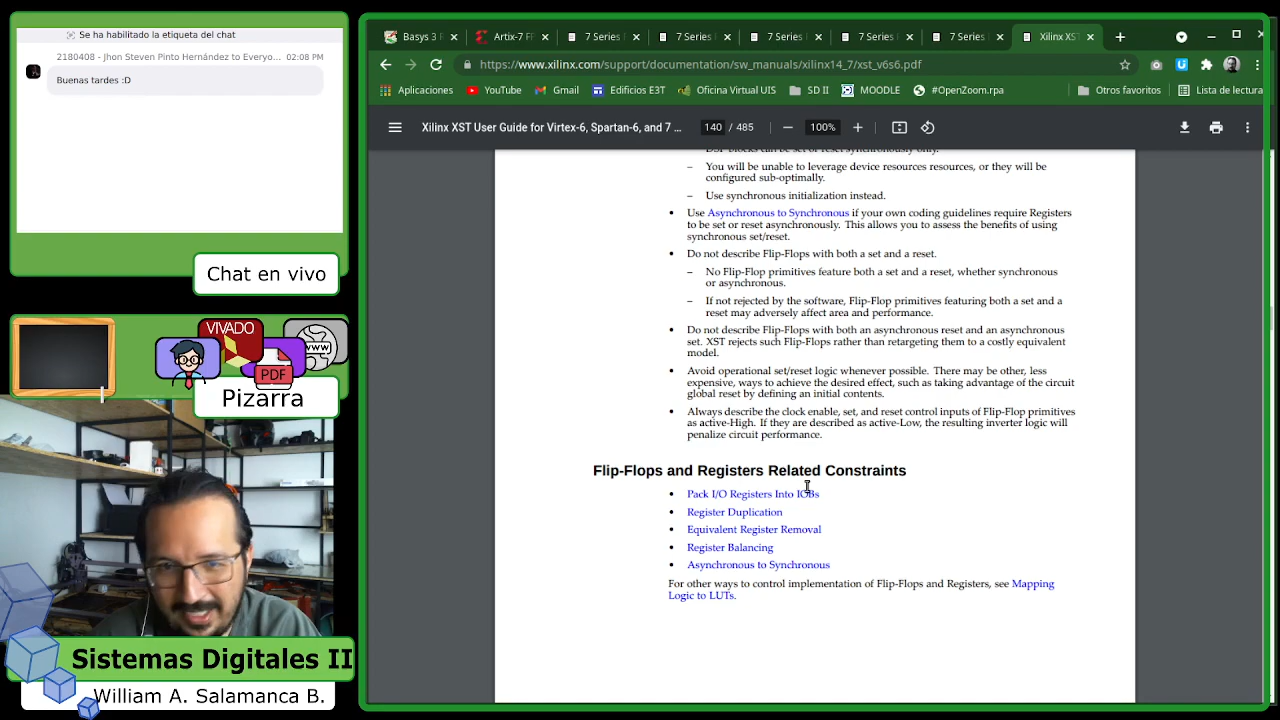 Se ha habilitado la etiqueta del chat
2180408 - Jhon Steven Pinto Hernández to Everyo... 02:08 PM
Buenas tardes :D
Chat en vivo
VIVADO
WWW
PDF
Pizarra
Sistemas Digitales II
William A. Salamanca B.
Basys 3 R
Artix-7 FP
7 Series F
7 Series
7 Series
7 Series
7 Series
Xilinx XST
https://www.xilinx.com/support/documentation/sw_manuals/xilinx14_7/xst_v6s6.pdf
Aplicaciones YouTube Gmail Edificios E3T Oficina Virtual UIS SD II MOODLE #OpenZoom.rpa Otros favoritos Lista de lectura
Xilinx XST User Guide for Virtex-6, Spartan-6, and 7 ... 140 / 485 100%
DSP blocks can be set or reset synchronously only.
– You will be unable to leverage device resources resources, or they will be
configured sub-optimally.
– Use synchronous initialization instead.
• Use Asynchronous to Synchronous if your own coding guidelines require Registers
to be set or reset asynchronously. This allows you to assess the benefits of using
synchronous set/reset.
• Do not describe Flip-Flops with both a set and a reset.
– No Flip-Flop primitives feature both a set and a reset, whether synchronous
or asynchronous.
– If not rejected by the software, Flip-Flop primitives featuring both a set and a
reset may adversely affect area and performance.
• Do not describe Flip-Flops with both an asynchronous reset and an asynchronous
set. XST rejects such Flip-Flops rather than retargeting them to a costly equivalent
model.
• Avoid operational set/reset logic whenever possible. There may be other, less
expensive, ways to achieve the desired effect, such as taking advantage of the circuit
global reset by defining an initial contents.
• Always describe the clock enable, set, and reset control inputs of Flip-Flop primitives
as active-High. If they are described as active-Low, the resulting inverter logic will
penalize circuit performance.
Flip-Flops and Registers Related Constraints
• Pack I/O Registers Into IOBs
• Register Duplication
• Equivalent Register Removal
• Register Balancing
• Asynchronous to Synchronous
For other ways to control implementation of Flip-Flops and Registers, see Mapping
Logic to LUTs.